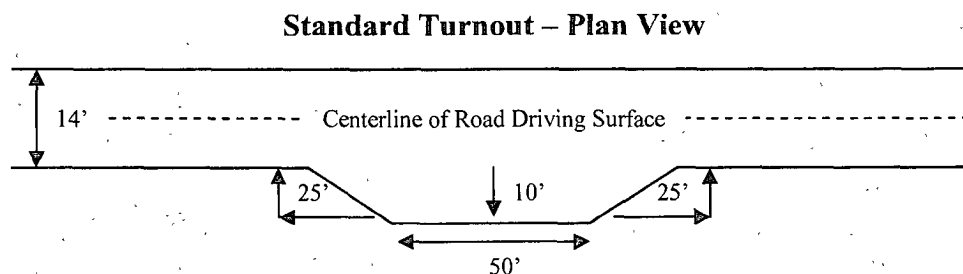 Standard Turnout – Plan View
14’
Centerline of Road Driving Surface
25’
10’
25’
50’